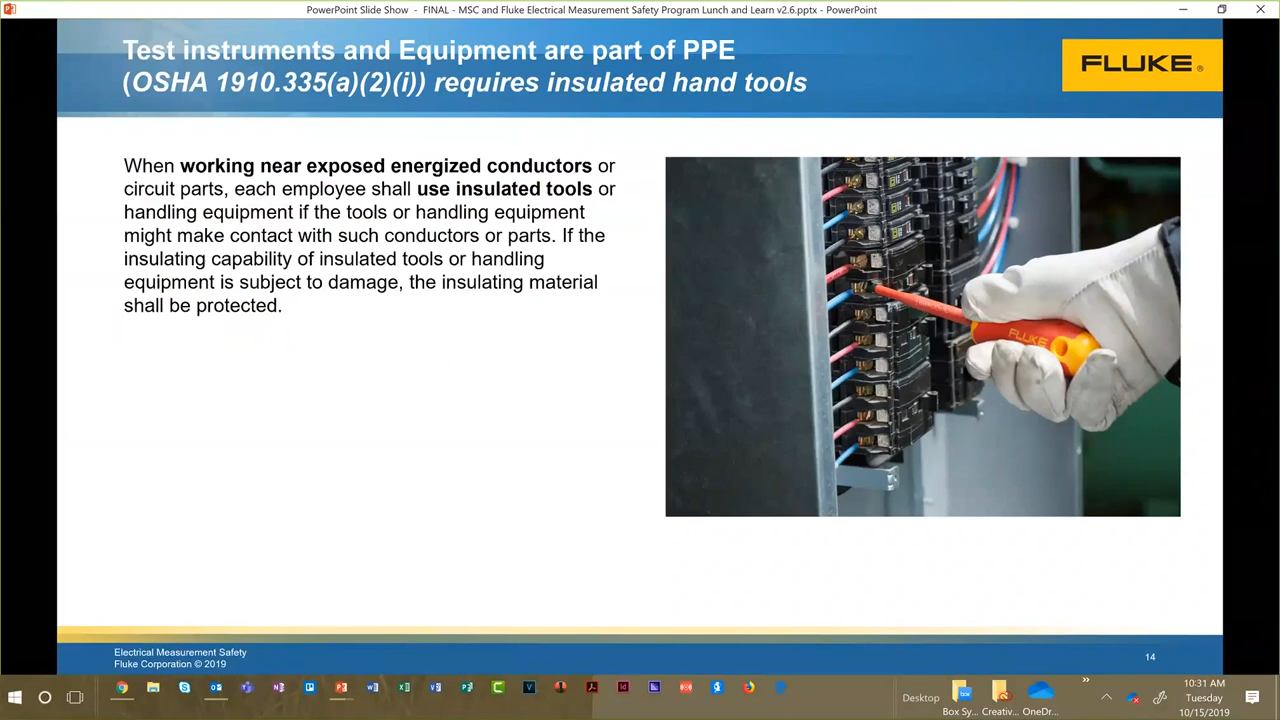 PowerPoint Slide Show - FINAL - MSC and Fluke Electrical Measurement Safety Program Lunch and Learn v2.6.pptx - PowerPoint
Test instruments and Equipment are part of PPE
(OSHA 1910.335(a)(2)(i)) requires insulated hand tools
FLUKE®
When working near exposed energized conductors or
circuit parts, each employee shall use insulated tools or
handling equipment if the tools or handling equipment
might make contact with such conductors or parts. If the
insulating capability of insulated tools or handling
equipment is subject to damage, the insulating material
shall be protected.
FLUKE
Electrical Measurement Safety
Fluke Corporation © 2019
14
Desktop
Box Sy...
Creativ...
OneDr...
10:31 AM
Tuesday
10/15/2019